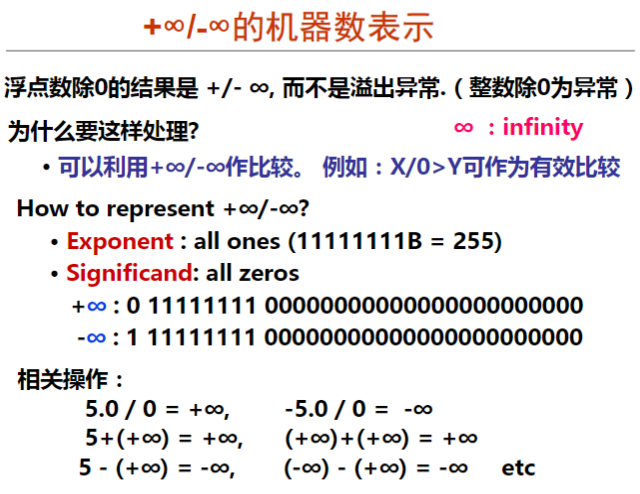 +∞/-∞的机器数表示
浮点数除0的结果是 +/- ∞, 而不是溢出异常.（整数除0为异常）
为什么要这样处理?
∞ : infinity
• 可以利用+∞/-∞作比较。 例如：X/0>Y可作为有效比较
How to represent +∞/-∞?
• Exponent : all ones (11111111B = 255)
• Significand: all zeros
+∞ : 0 11111111 00000000000000000000000
-∞ : 1 11111111 00000000000000000000000
相关操作：
5.0 / 0 = +∞, -5.0 / 0 = -∞
5+(+∞) = +∞, (+∞)+(+∞) = +∞
5 - (+∞) = -∞, (-∞) - (+∞) = -∞ etc